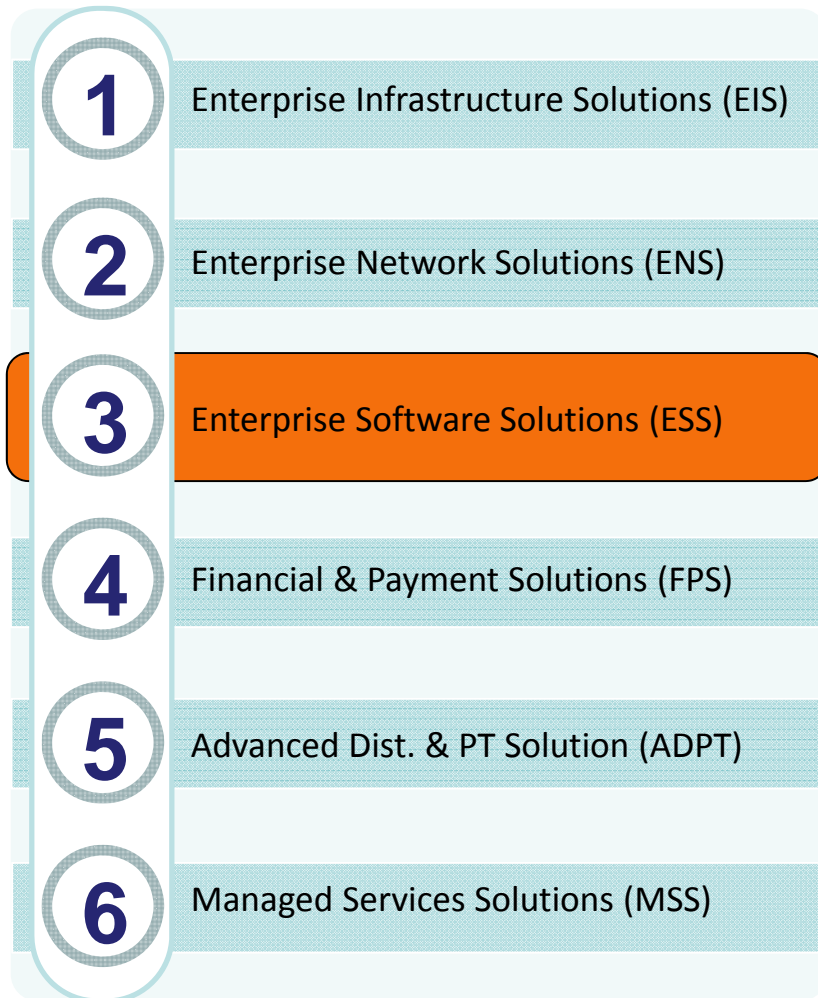 1 Enterprise Infrastructure Solutions (EIS)
2 Enterprise Network Solutions (ENS)
3 Enterprise Software Solutions (ESS)
4 Financial & Payment Solutions (FPS)
5 Advanced Dist. & PT Solution (ADPT)
6 Managed Services Solutions (MSS)